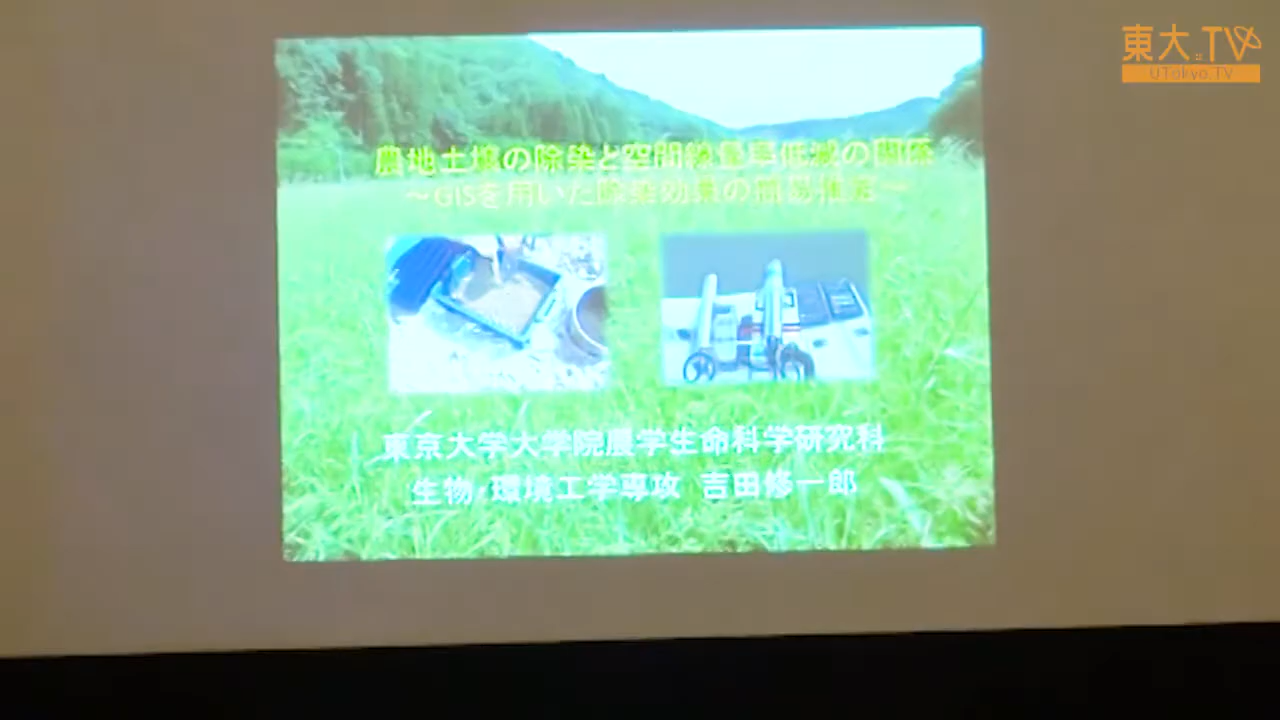 東大.TV
UTokyo.TV
農地土壌の除染と空間線量率低減の関係
～GISを用いた除染効果の簡易推定～
東京大学大学院農学生命科学研究科
生物・環境工学専攻 吉田修一郎